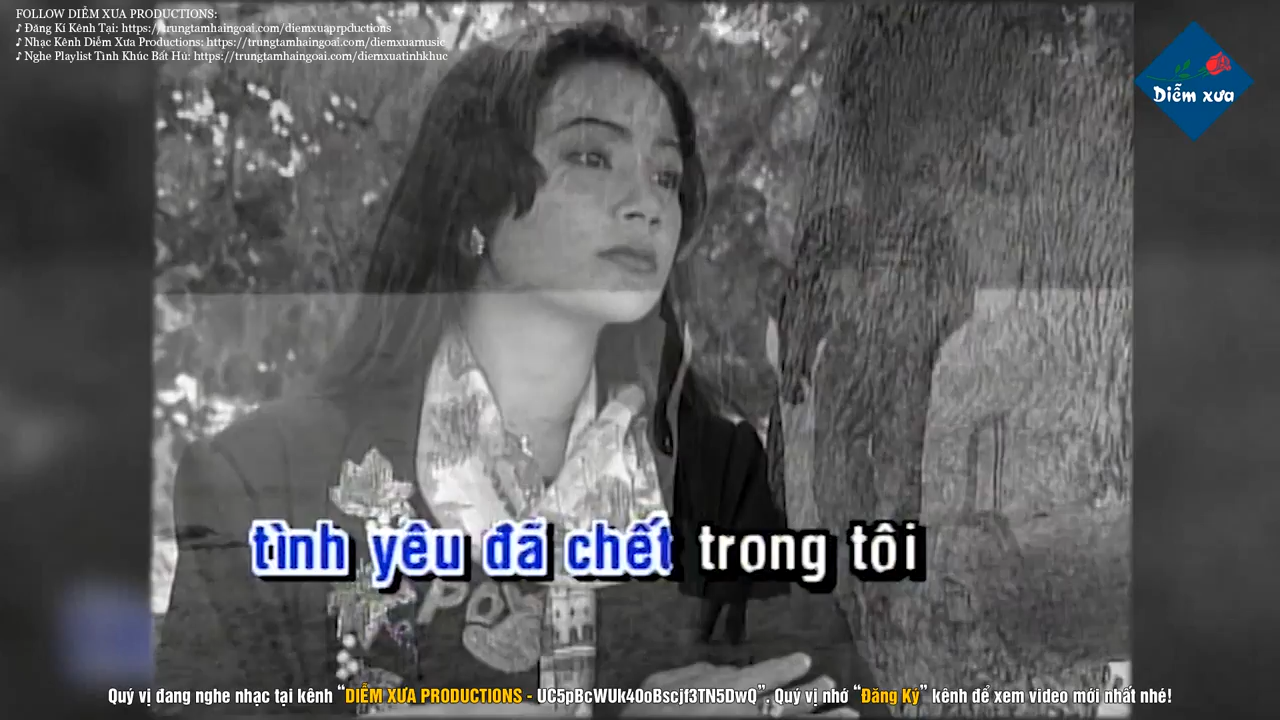 FOLLOW DIỄM XUA PRODUCTIONS:
♪ Đăng Kí Kênh Tại: https://trungtamhaingoai.com/diemxuaprpductions
♪ Nhạc Kênh Diễm Xưa Productions: https://trungtamhaingoai.com/diemxuamusic
♪ Nghe Playlist Tình Khúc Bất Hủ: https://trungtamhaingoai.com/diemxuatinhkhuc
Diễm xưa
tình yêu đã chết trong tôi
POX
Quý vị đang nghe nhạc tại kênh “DIỄM XƯA PRODUCTIONS - UC5pBcWUk4OoBscjf3TN5DwQ”. Quý vị nhớ “Đăng Ký” kênh để xem video mới nhất nhé!